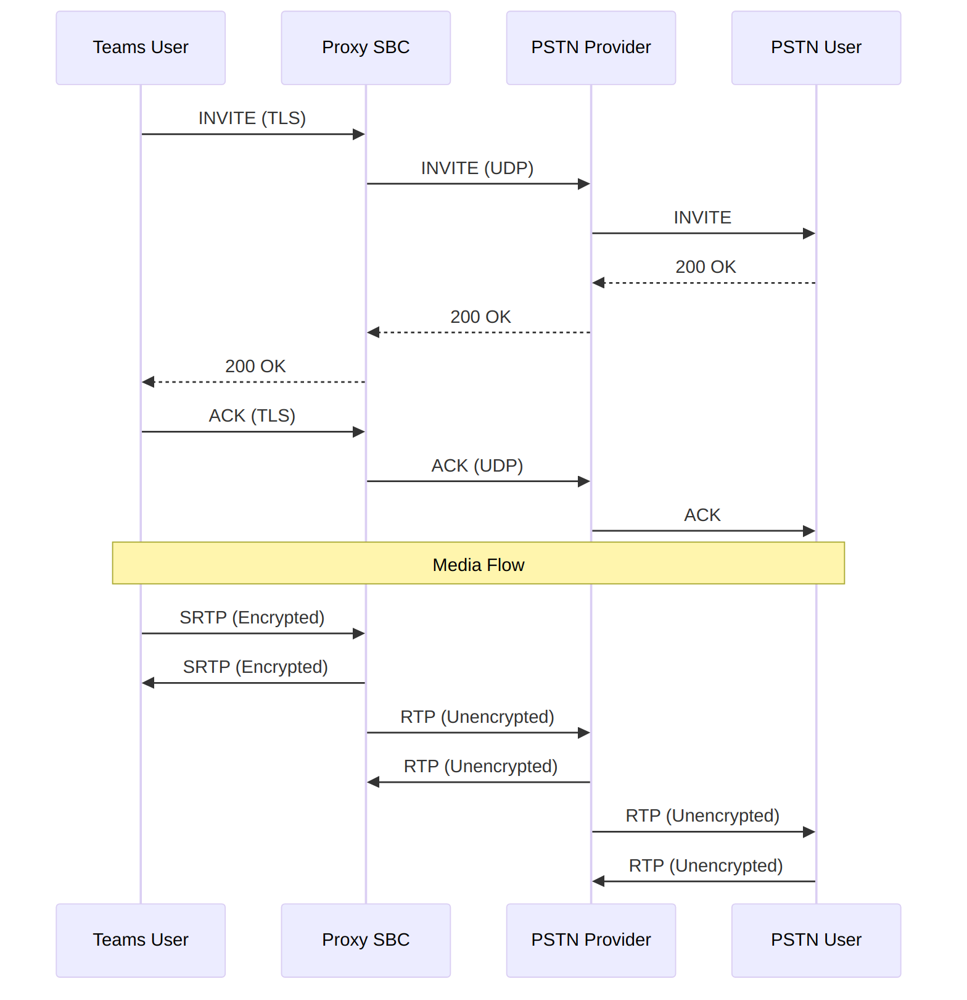 Teams User
Proxy SBC
PSTN Provider
PSTN User
INVITE (TLS)
INVITE (UDP)
INVITE
200 OK
200 OK
200 OK
ACK (TLS)
ACK (UDP)
ACK
Media Flow
SRTP (Encrypted)
SRTP (Encrypted)
RTP (Unencrypted)
RTP (Unencrypted)
RTP (Unencrypted)
RTP (Unencrypted)
Teams User
Proxy SBC
PSTN Provider
PSTN User